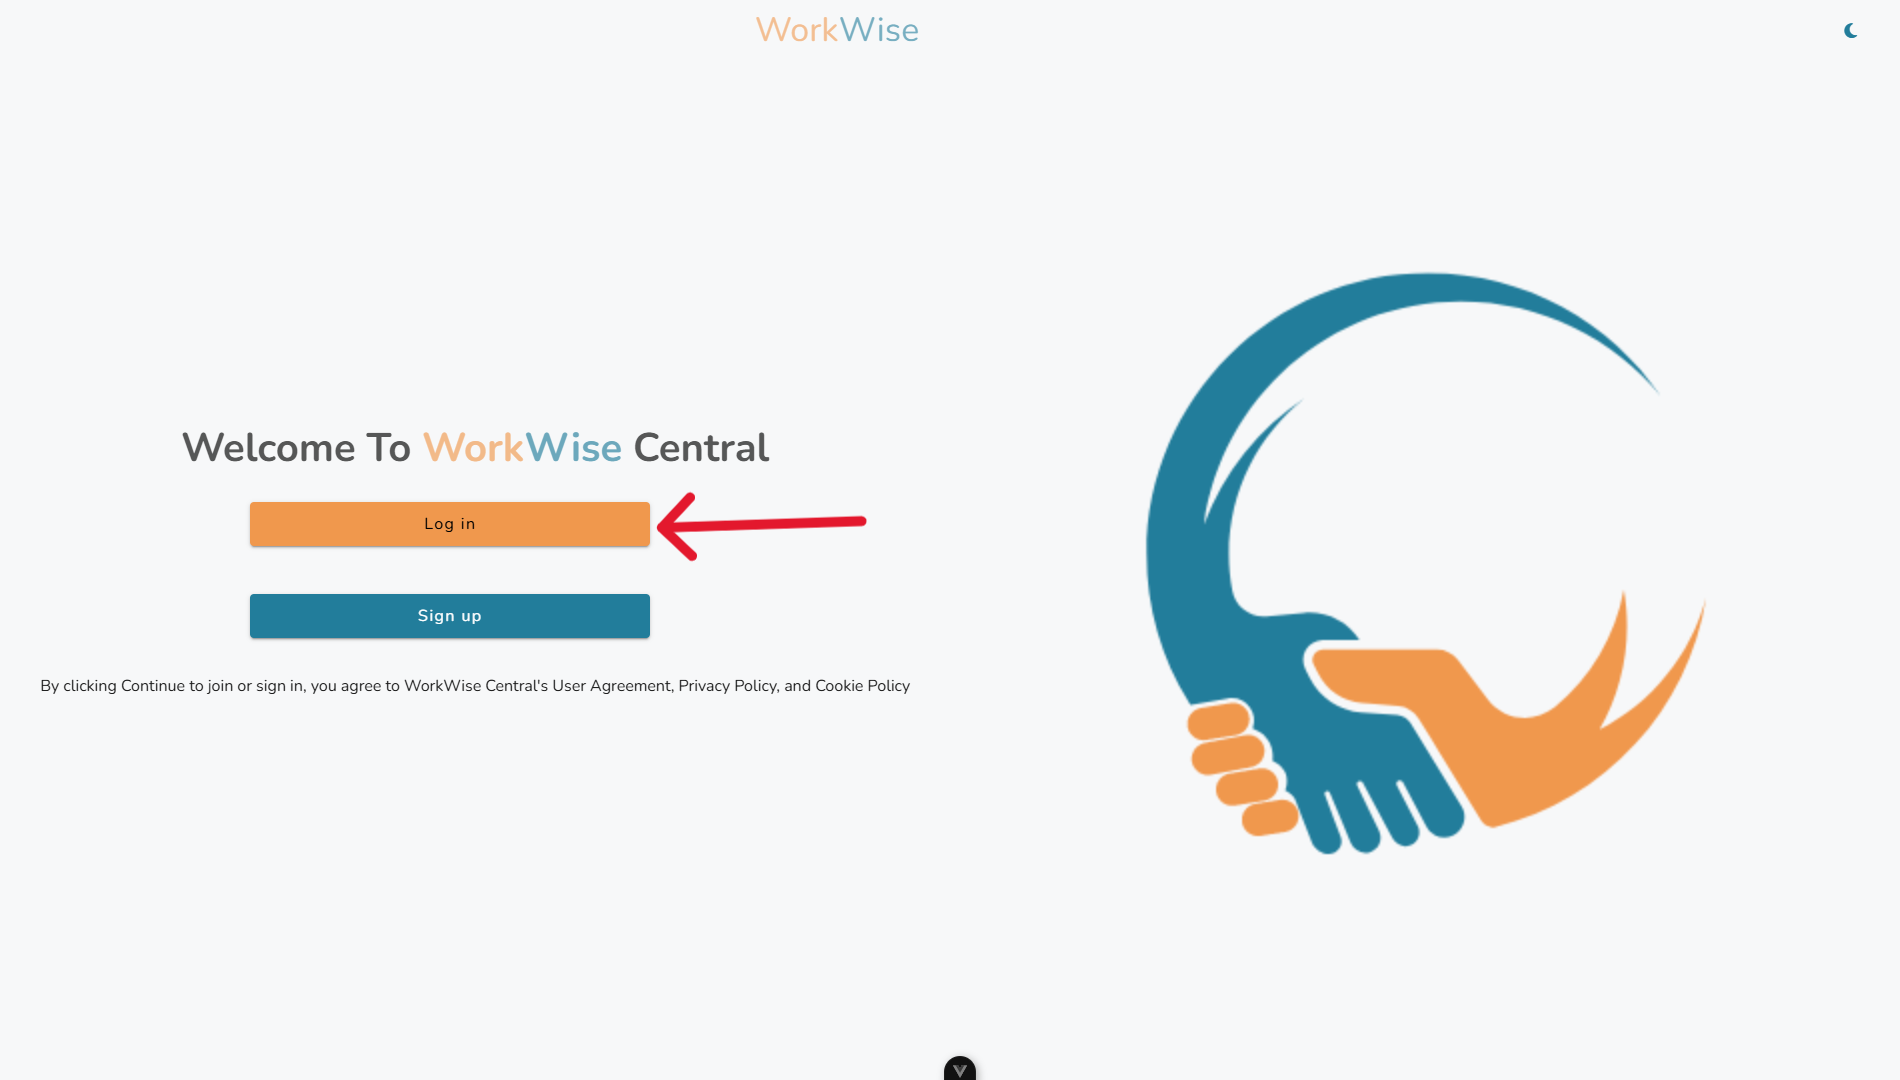 WorkWise
Welcome To WorkWise Central
Log in
Sign up
By clicking Continue to join or sign in, you agree to WorkWise Central's User Agreement, Privacy Policy, and Cookie Policy